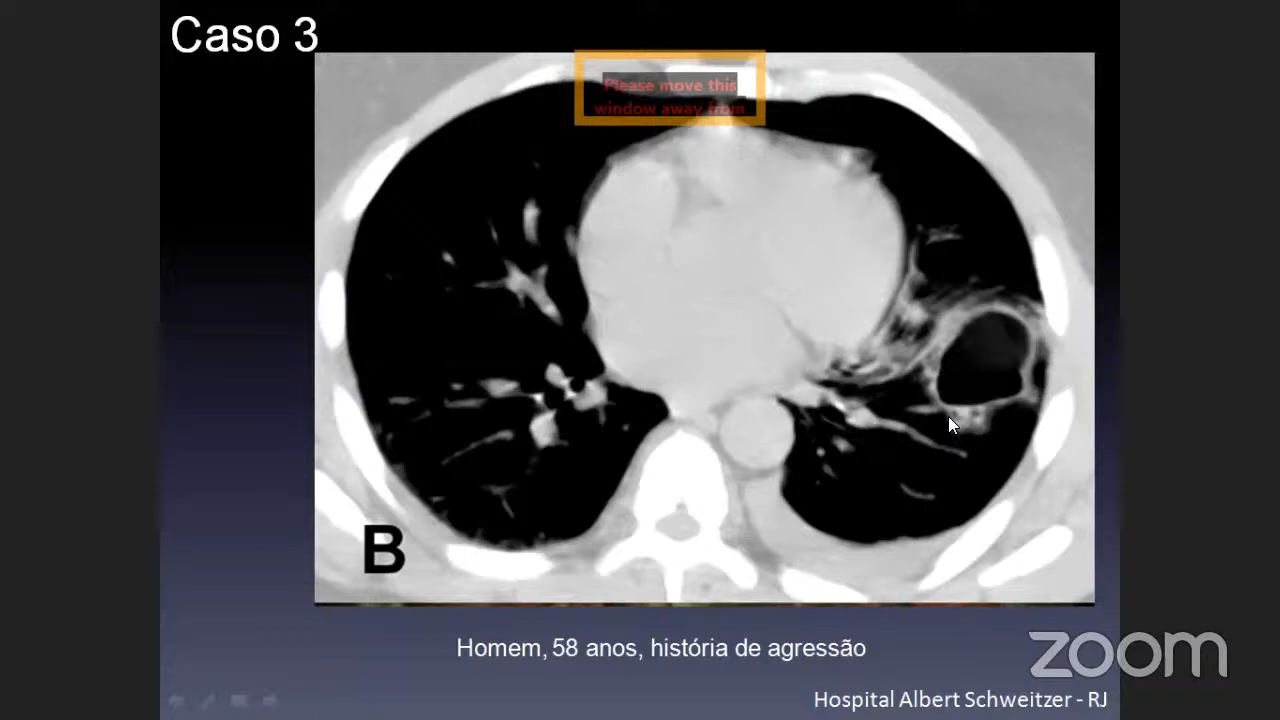 Caso 3
Please move this
window away from
B
Homem, 58 anos, história de agressão
zoom
Hospital Albert Schweitzer - RJ